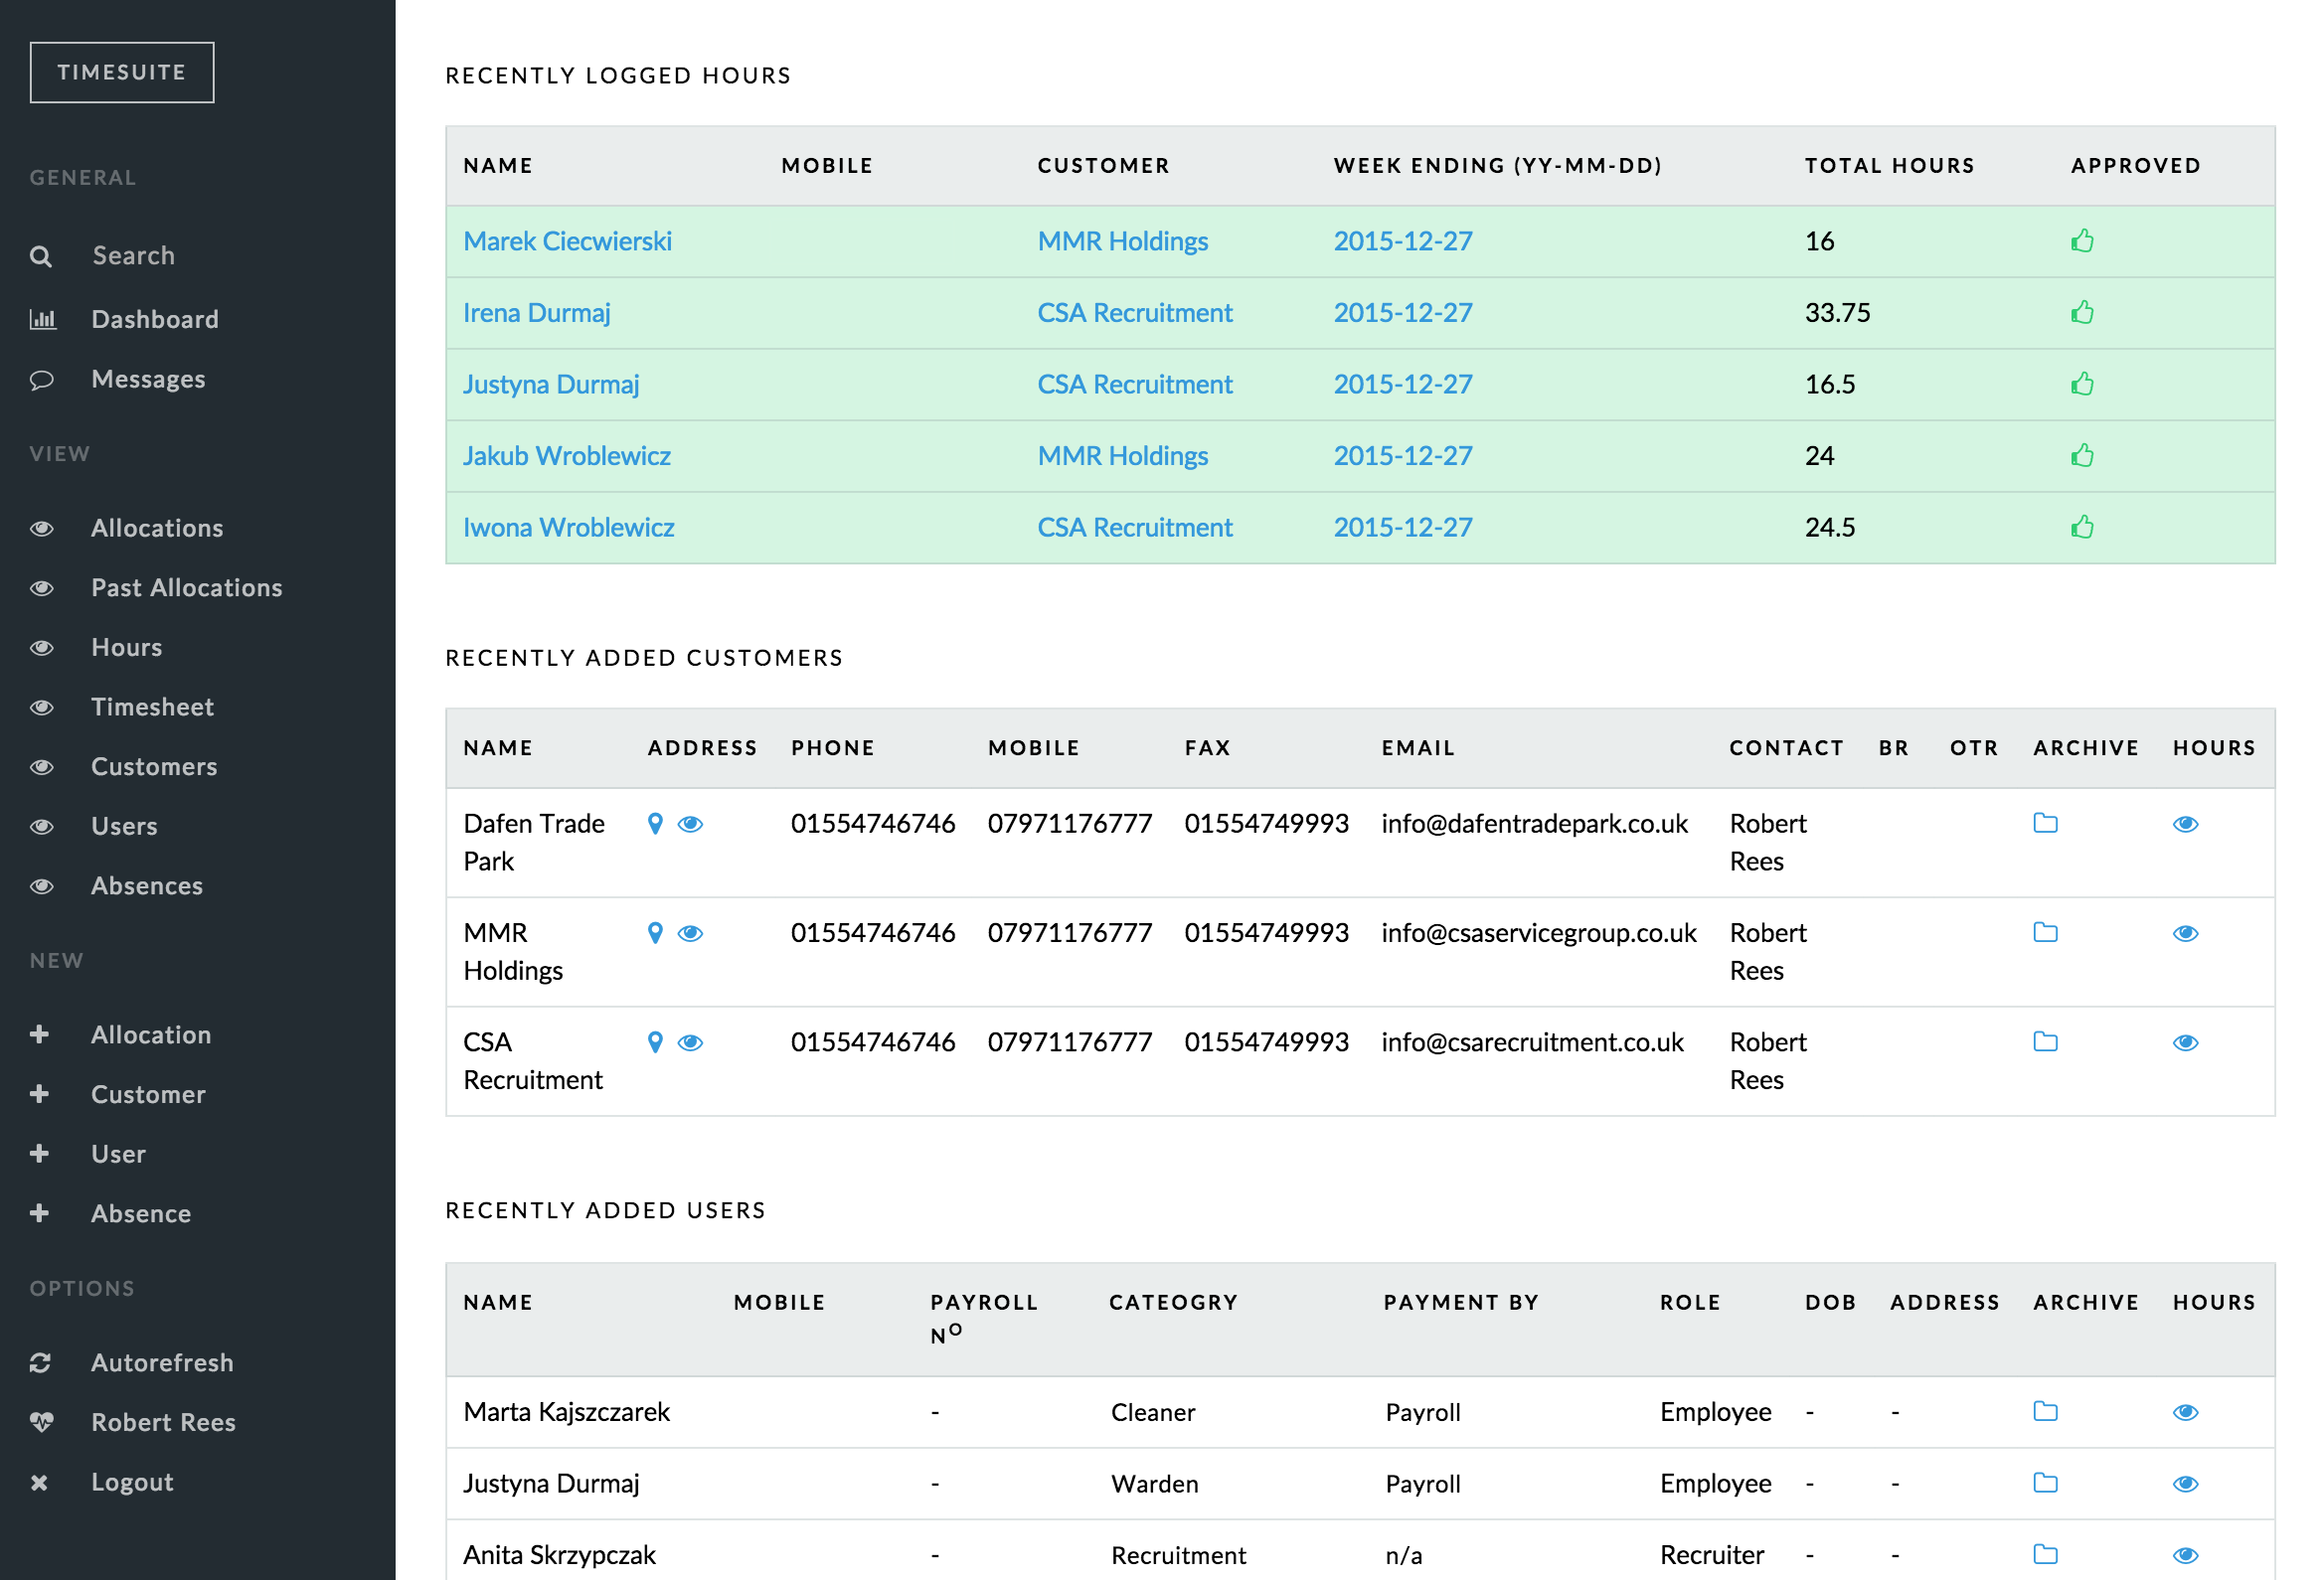 TIMESUITE
GENERAL
Search
Dashboard
Messages
VIEW
Allocations
Past Allocations
Hours
Timesheet
Customers
Users
Absences
NEW
Allocation
Customer
User
Absence
OPTIONS
Autorefresh
Robert Rees
Logout
RECENTLY LOGGED HOURS
NAME MOBILE CUSTOMER WEEK ENDING (YY-MM-DD) TOTAL HOURS APPROVED
Marek Ciecwierski MMR Holdings 2015-12-27 16
Irena Durmaj CSA Recruitment 2015-12-27 33.75
Justyna Durmaj CSA Recruitment 2015-12-27 16.5
Jakub Wroblewicz MMR Holdings 2015-12-27 24
Iwona Wroblewicz CSA Recruitment 2015-12-27 24.5
RECENTLY ADDED CUSTOMERS
NAME ADDRESS PHONE MOBILE FAX EMAIL CONTACT BR OTR ARCHIVE HOURS
Dafen Trade 01554746746 07971176777 01554749993 info@dafentradepark.co.uk Robert
Park Rees
MMR 01554746746 07971176777 01554749993 info@csaservicegroup.co.uk Robert
Holdings Rees
CSA 01554746746 07971176777 01554749993 info@csarecruitment.co.uk Robert
Recruitment Rees
RECENTLY ADDED USERS
NAME MOBILE PAYROLL CATEOGRY PAYMENT BY ROLE DOB ADDRESS ARCHIVE HOURS
Nº
Marta Kajszczarek - Cleaner Payroll Employee - -
Justyna Durmaj - Warden Payroll Employee - -
Anita Skrzypczak - Recruitment n/a Recruiter - -